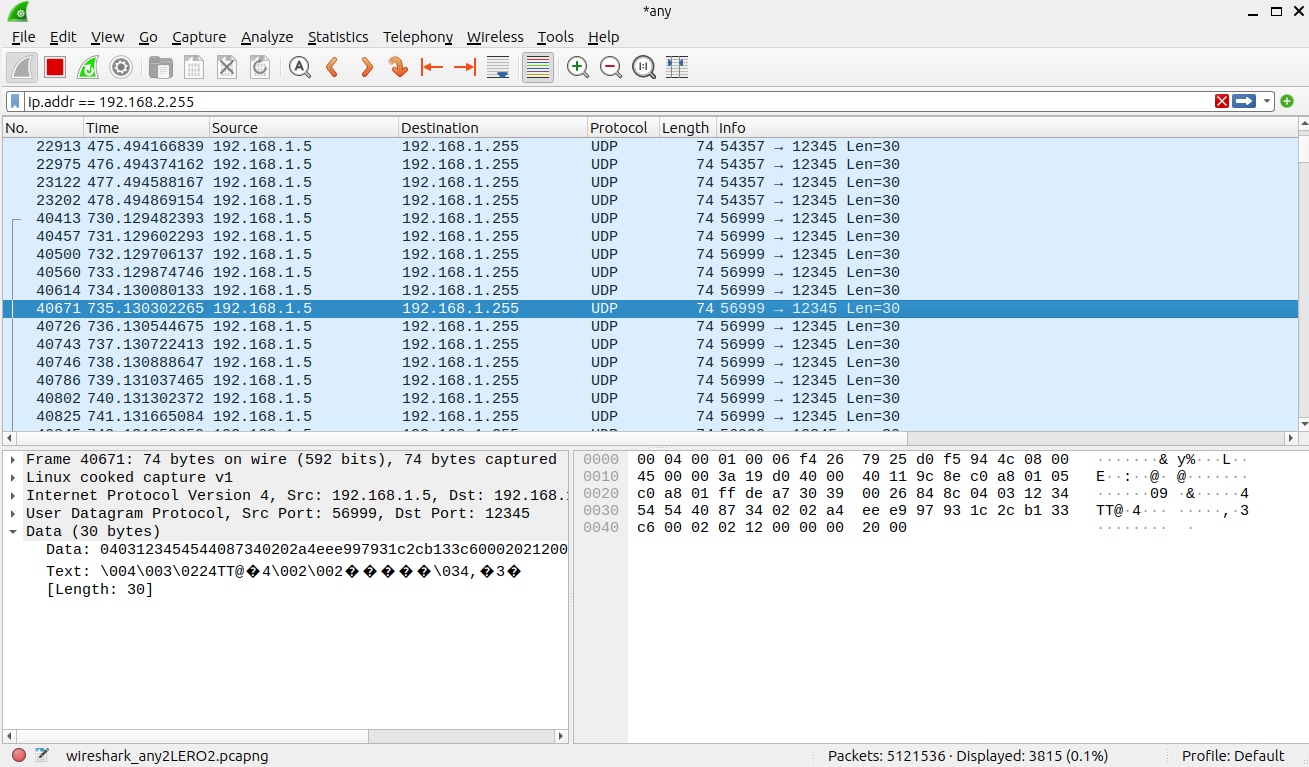 *any
File Edit View Go Capture Analyze Statistics Telephony Wireless Tools Help
ip.addr == 192.168.2.255
No. Time Source Destination Protocol Length Info
22913 475.494166839 192.168.1.5 192.168.1.255 UDP 74 54357 → 12345 Len=30
22975 476.494374162 192.168.1.5 192.168.1.255 UDP 74 54357 → 12345 Len=30
23122 477.494588167 192.168.1.5 192.168.1.255 UDP 74 54357 → 12345 Len=30
23202 478.494869154 192.168.1.5 192.168.1.255 UDP 74 54357 → 12345 Len=30
40413 730.129482393 192.168.1.5 192.168.1.255 UDP 74 56999 → 12345 Len=30
40457 731.129602293 192.168.1.5 192.168.1.255 UDP 74 56999 → 12345 Len=30
40500 732.129706137 192.168.1.5 192.168.1.255 UDP 74 56999 → 12345 Len=30
40560 733.129874746 192.168.1.5 192.168.1.255 UDP 74 56999 → 12345 Len=30
40614 734.130080133 192.168.1.5 192.168.1.255 UDP 74 56999 → 12345 Len=30
40671 735.130302265 192.168.1.5 192.168.1.255 UDP 74 56999 → 12345 Len=30
40726 736.130544675 192.168.1.5 192.168.1.255 UDP 74 56999 → 12345 Len=30
40743 737.130722413 192.168.1.5 192.168.1.255 UDP 74 56999 → 12345 Len=30
40746 738.130888647 192.168.1.5 192.168.1.255 UDP 74 56999 → 12345 Len=30
40786 739.131037465 192.168.1.5 192.168.1.255 UDP 74 56999 → 12345 Len=30
40802 740.131302372 192.168.1.5 192.168.1.255 UDP 74 56999 → 12345 Len=30
40825 741.131665084 192.168.1.5 192.168.1.255 UDP 74 56999 → 12345 Len=30
Frame 40671: 74 bytes on wire (592 bits), 74 bytes captured
Linux cooked capture v1
Internet Protocol Version 4, Src: 192.168.1.5, Dst: 192.168.
User Datagram Protocol, Src Port: 56999, Dst Port: 12345
Data (30 bytes)
Data: 0403123454544087340202a4eee997931c2cb133c60002021200
Text: \004\003\0224TT@�4\002\002�����\034,�3�
[Length: 30]
0000 00 04 00 01 00 06 f4 26 79 25 d0 f5 94 4c 08 00 ·······& y%···L··
0010 45 00 00 3a 19 d0 40 00 40 11 9c 8e c0 a8 01 05 E··:··@· @·······
0020 c0 a8 01 ff de a7 30 39 00 26 84 8c 04 03 12 34 ······09 ·&·····4
0030 54 54 40 87 34 02 02 a4 ee e9 97 93 1c 2c b1 33 TT@·4··· ·····,·3
0040 c6 00 02 02 12 00 00 00 20 00 ········ ·
wireshark_any2LERO2.pcapng Packets: 5121536 · Displayed: 3815 (0.1%) Profile: Default